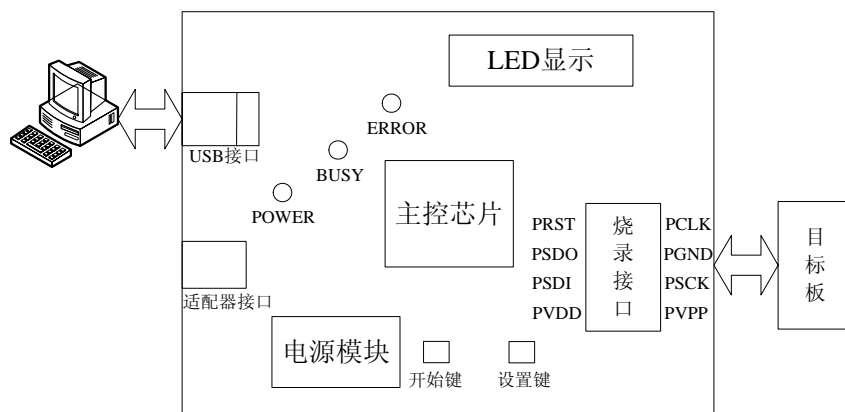 LED显示
ERROR
USB接口
BUSY
POWER
主控芯片
PRST
PSDO
PSDI
PVDD
烧录接口
PCLK
PGND
PSCK
PVPP
目标板
适配器接口
电源模块
开始键
设置键